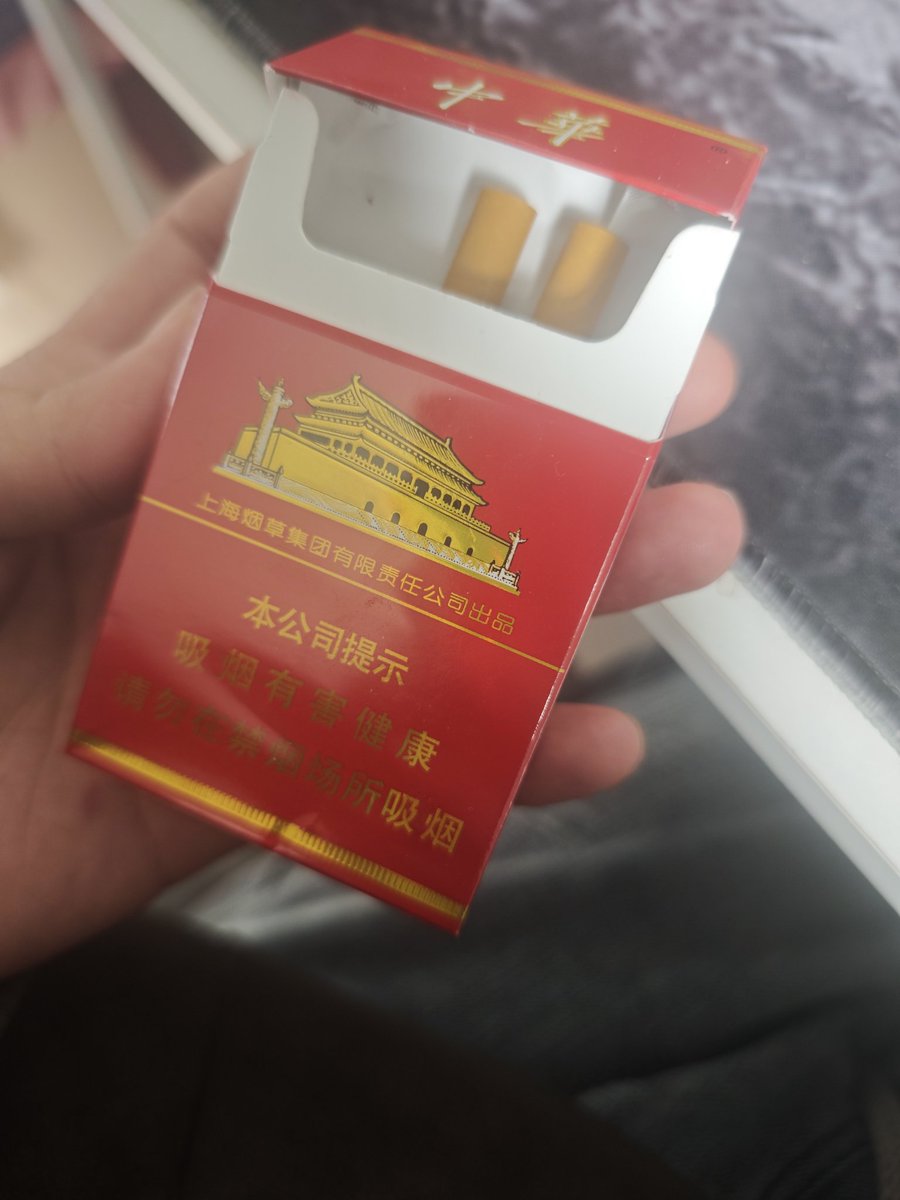 中華
上海烟草集团有限责任公司出品
本公司提示
吸烟有害健康
请勿在禁烟场所吸烟